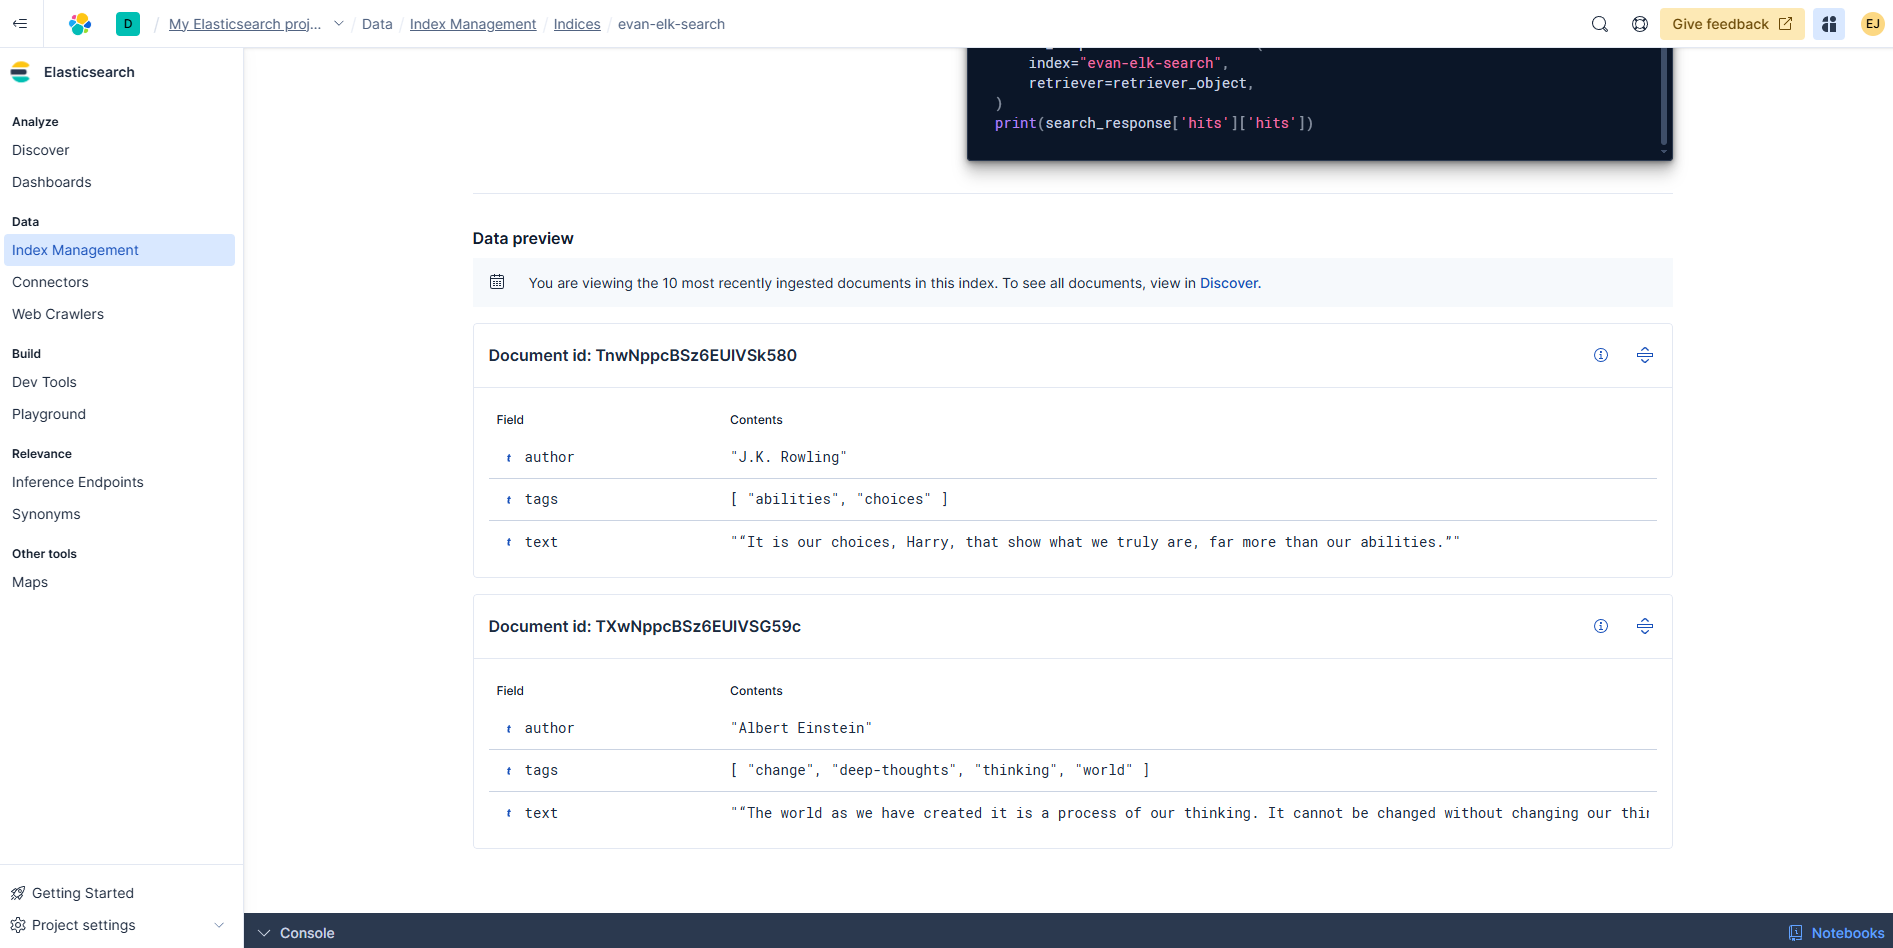 D / My Elasticsearch proj... / Data / Index Management / Indices / evan-elk-search
Give feedback
EJ
Elasticsearch
Analyze
Discover
Dashboards
Data
Index Management
Connectors
Web Crawlers
Build
Dev Tools
Playground
Relevance
Inference Endpoints
Synonyms
Other tools
Maps
Getting Started
Project settings
index="evan-elk-search",
retriever=retriever_object,
)
print(search_response['hits']['hits'])
Data preview
You are viewing the 10 most recently ingested documents in this index. To see all documents, view in Discover.
Document id: TnwNppcBSz6EUIVSk580
Field Contents
t author "J.K. Rowling"
t tags [ "abilities", "choices" ]
t text "“It is our choices, Harry, that show what we truly are, far more than our abilities.”"
Document id: TXwNppcBSz6EUIVSG59c
Field Contents
t author "Albert Einstein"
t tags [ "change", "deep-thoughts", "thinking", "world" ]
t text "“The world as we have created it is a process of our thinking. It cannot be changed without changing our
Console
Notebooks